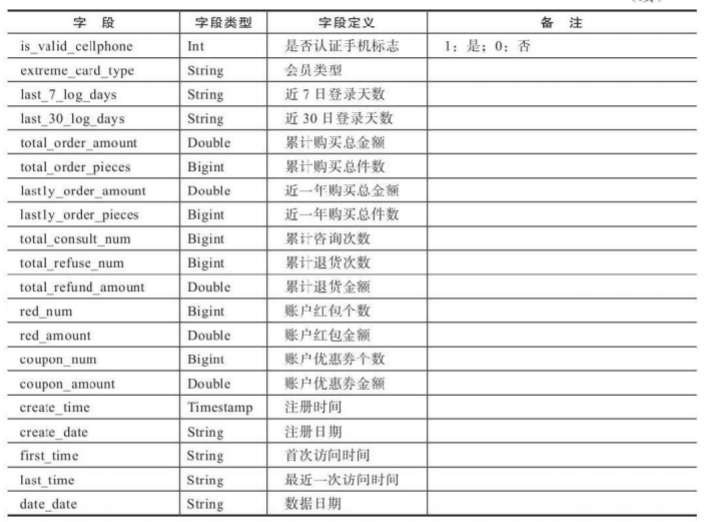 字 段 字段类型 字段定义 备 注
is_valid_cellphone Int 是否认证手机标志 1：是；0：否
extreme_card_type String 会员类型
last_7_log_days String 近 7 日登录天数
last_30_log_days String 近 30 日登录天数
total_order_amount Double 累计购买总金额
total_order_pieces Bigint 累计购买总件数
lastly_order_amount Double 近一年购买总金额
lastly_order_pieces Bigint 近一年购买总件数
total_consult_num Bigint 累计咨询次数
total_refuse_num Bigint 累计退货次数
total_refund_amount Double 累计退货金额
red_num Bigint 账户红包个数
red_amount Double 账户红包金额
coupon_num Bigint 账户优惠券个数
coupon_amount Double 账户优惠券金额
create_time Timestamp 注册时间
create_date String 注册日期
first_time String 首次访问时间
last_time String 最近一次访问时间
date_date String 数据日期